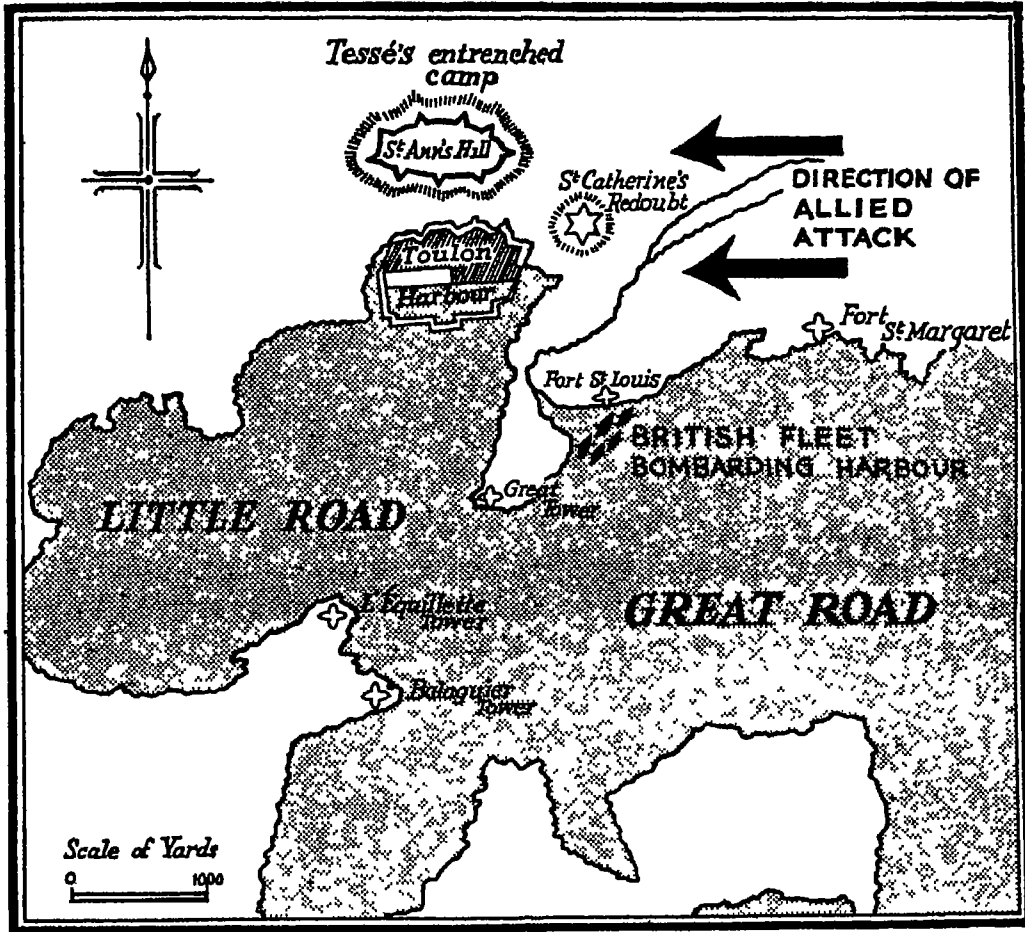 Tessé's entrenched
camp
St Ann's Hill
St Catherine's
Redoubt
DIRECTION OF
ALLIED
ATTACK
Toulon
Harbour
Fort
St Margaret
Fort St Louis
BRITISH FLEET
BOMBARDING HARBOUR
Great
Tower
LITTLE ROAD
GREAT ROAD
L'Equillette
Tower
Balaguier
Tower
Scale of Yards
0 1000